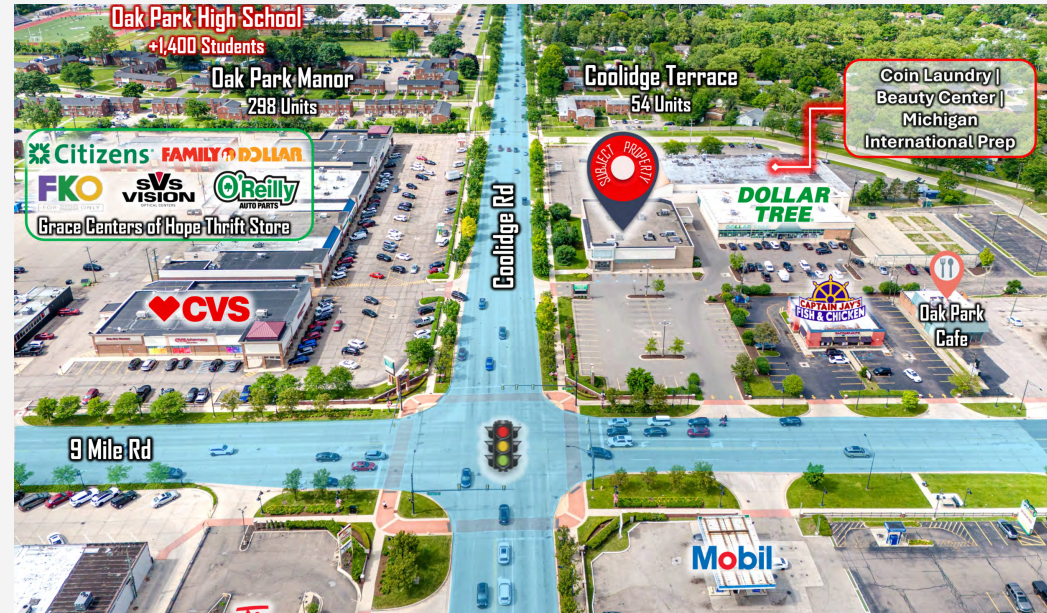 Oak Park High School
+1,400 Students
Oak Park Manor
298 Units
Coolidge Terrace
54 Units
Coin Laundry |
Beauty Center |
Michigan
International Prep
Citizens
FAMILY DOLLAR
FKO
SVS
VISION
OPTICAL CENTERS
O'Reilly
AUTO PARTS
Grace Centers of Hope Thrift Store
SUBJECT PROPERTY
DOLLAR
TREE
Coolidge Rd
CVS
CAPTAIN JAY'S
FISH & CHICKEN
Oak Park
Cafe
9 Mile Rd
Mobil